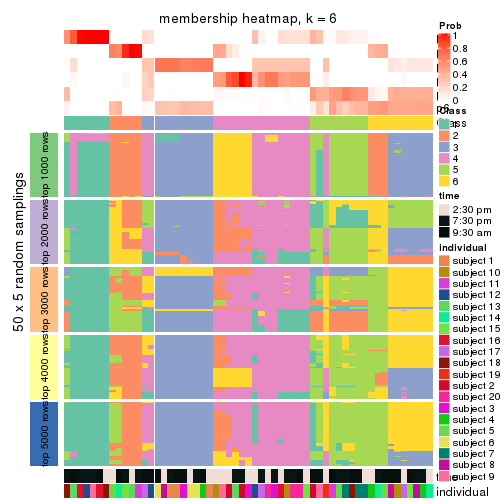 membership heatmap, k = 6
50 x 5 random samplings
top 1000 rows
top 2000 rows
top 3000 rows
top 4000 rows
top 5000 rows
Prob
1
0.8
0.6
0.4
0.2
0
Class
Class
2
3
4
5
6
time
2:30 pm
7:30 pm
9:30 am
individual
subject 1
subject 10
subject 11
subject 12
subject 13
subject 14
subject 15
subject 16
subject 17
subject 18
subject 19
subject 2
subject 20
subject 3
subject 4
subject 5
subject 6
subject 7
subject 8
subject 9
individual